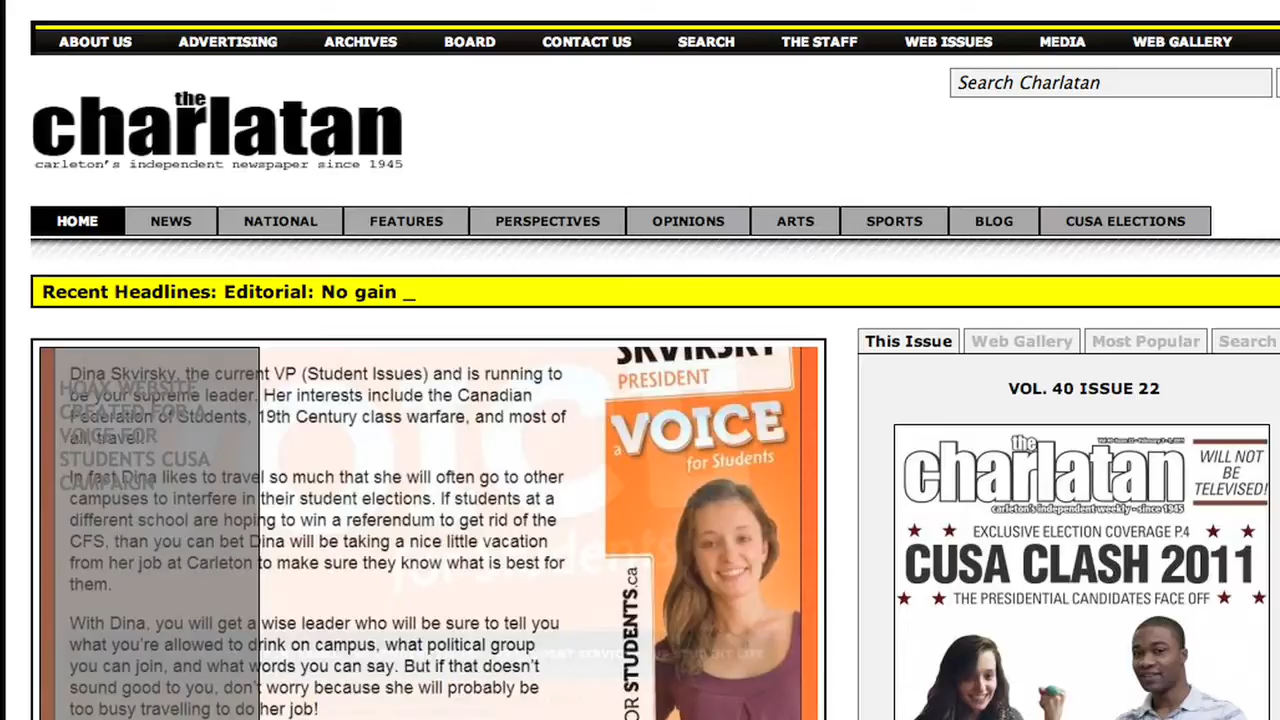 ABOUT US ADVERTISING ARCHIVES BOARD CONTACT US SEARCH THE STAFF WEB ISSUES MEDIA WEB GALLERY
Search Charlatan
the
charlatan
carleton's independent newspaper since 1945
HOME NEWS NATIONAL FEATURES PERSPECTIVES OPINIONS ARTS SPORTS BLOG CUSA ELECTIONS
Recent Headlines: Editorial: No gain _
HOAX WEBSITE
CREATED FOR A
VOICE FOR
STUDENTS CUSA
CAMPAIGN
Dina Skvirsky, the current VP (Student Issues) and is running to
be your supreme leader. Her interests include the Canadian
Federation of Students, 19th Century class warfare, and most of
all, travel.
In fact Dina likes to travel so much that she will often go to other
campuses to interfere in their student elections. If students at a
different school are hoping to win a referendum to get rid of the
CFS, than you can bet Dina will be taking a nice little vacation
from her job at Carleton to make sure they know what is best for
them.
With Dina, you will get a wise leader who will be sure to tell you
what you're allowed to drink on campus, what political group
you can join, and what words you can say. But if that doesn't
sound good to you, don't worry because she will probably be
too busy travelling to do her job!
SKVIRSKY
PRESIDENT
a VOICE
for Students
FOR STUDENTS.ca
for Students
This Issue Web Gallery Most Popular Search
VOL. 40 ISSUE 22
the
charlatan
carleton's independent weekly - since 1945
WILL NOT
BE
TELEVISED!
EXCLUSIVE ELECTION COVERAGE P.4
CUSA CLASH 2011
THE PRESIDENTIAL CANDIDATES FACE OFF